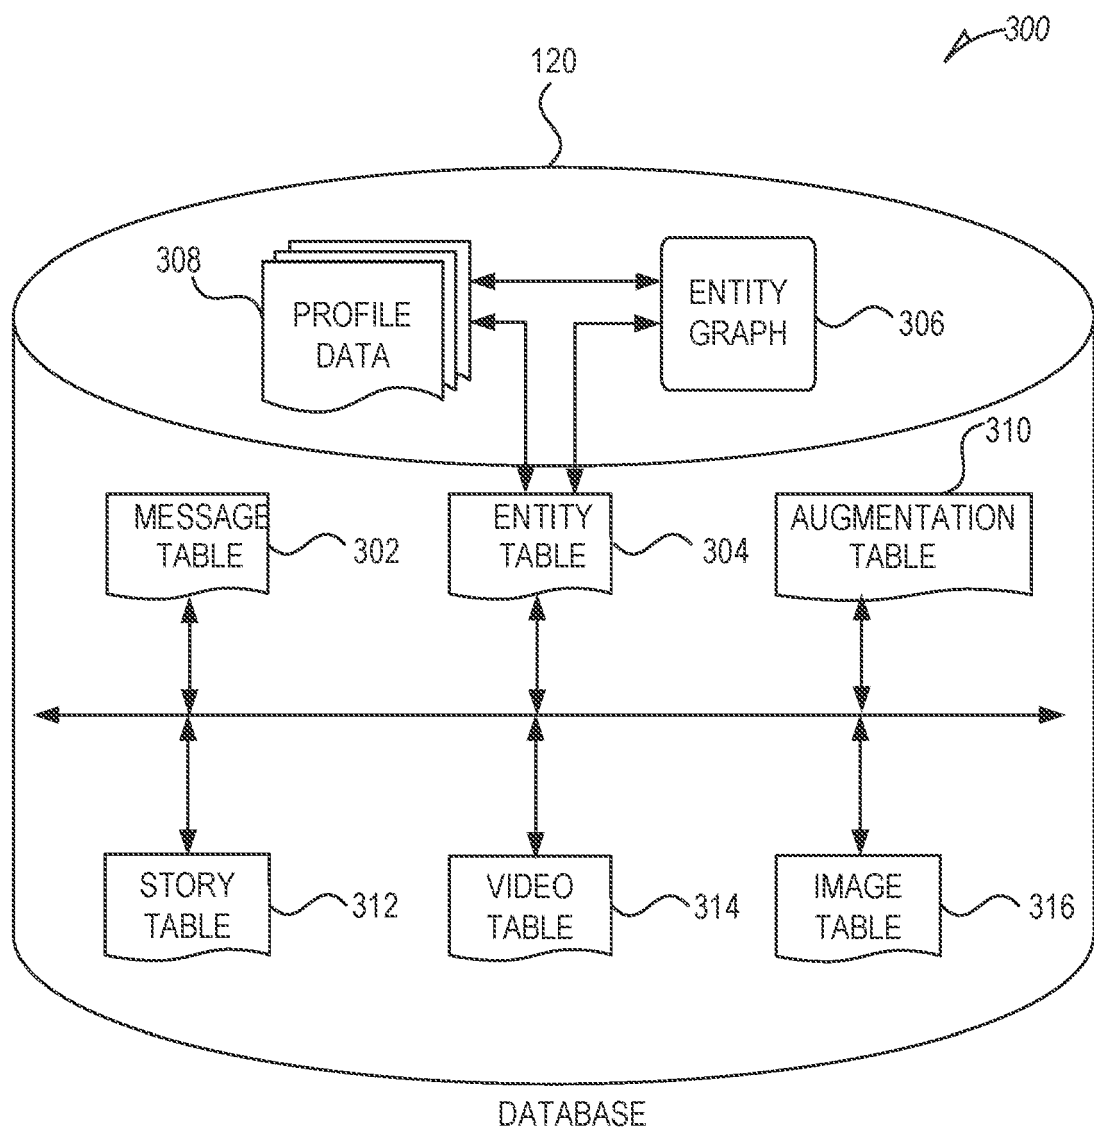 300
120
308
PROFILE
DATA
ENTITY
GRAPH
306
310
MESSAGE
TABLE
302
ENTITY
TABLE
304
AUGMENTATION
TABLE
STORY
TABLE
312
VIDEO
TABLE
314
IMAGE
TABLE
316
DATABASE